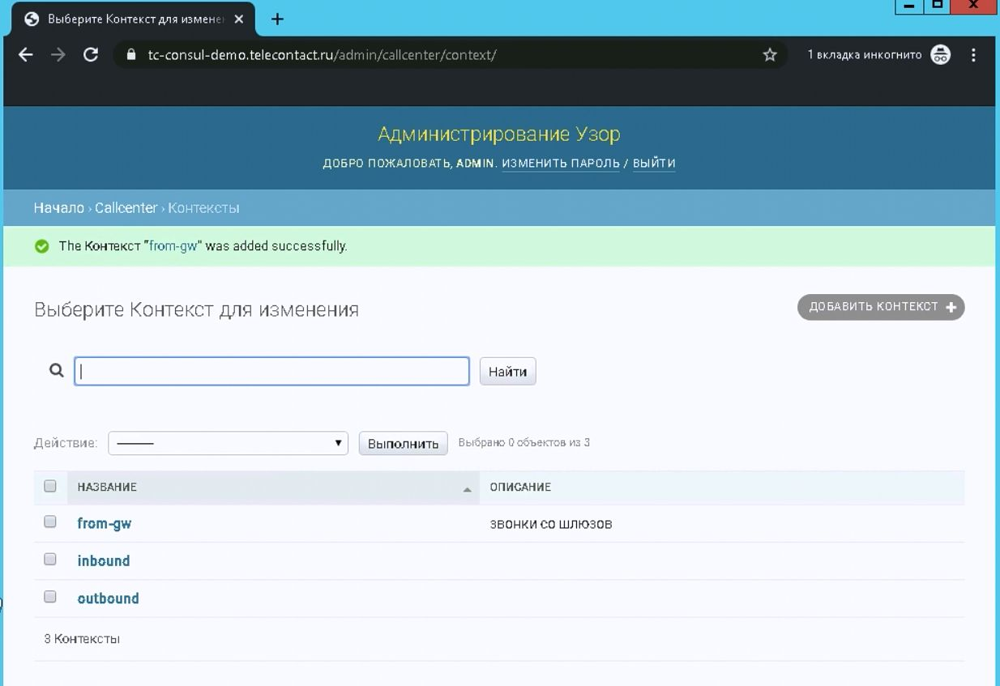 Выберите Контекст для измене
tc-consul-demo.telecontact.ru/admin/callcenter/context/
1 вкладка инкогнито
Администрирование Узор
ДОБРО ПОЖАЛОВАТЬ, ADMIN. ИЗМЕНИТЬ ПАРОЛЬ / ВЫЙТИ
Начало › Callcenter › Контексты
The Контекст "from-gw" was added successfully.
Выберите Контекст для изменения
ДОБАВИТЬ КОНТЕКСТ +
Найти
Действие: --------- Выполнить Выбрано 0 объектов из 3
НАЗВАНИЕ ОПИСАНИЕ
from-gw звонки со шлюзов
inbound
outbound
3 Контексты